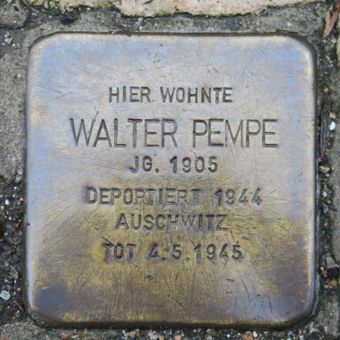 HIER WOHNTE
WALTER PEMPE
JG. 1905
DEPORTIERT 1944
AUSCHWITZ
TOT 4.5.1945